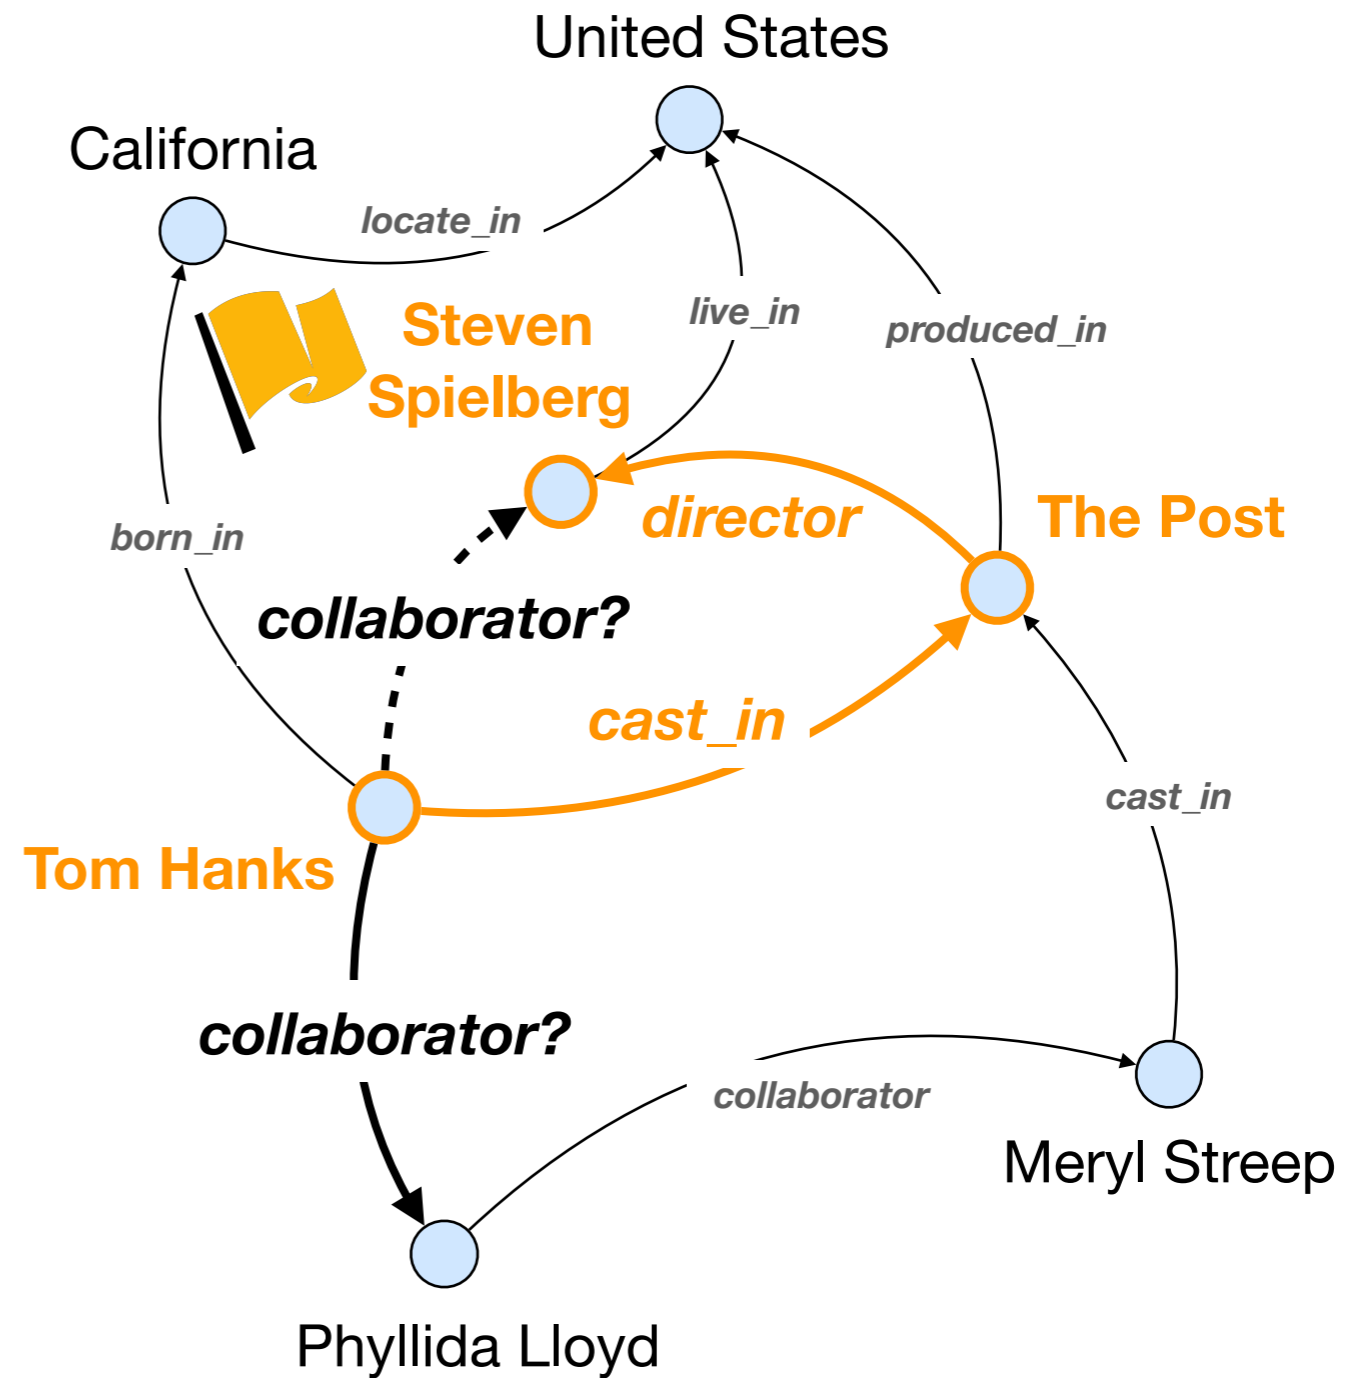 United States
California
locate_in
Steven
Spielberg
live_in
produced_in
director
The Post
born_in
collaborator?
cast_in
cast_in
Tom Hanks
collaborator?
collaborator
Meryl Streep
Phyllida Lloyd